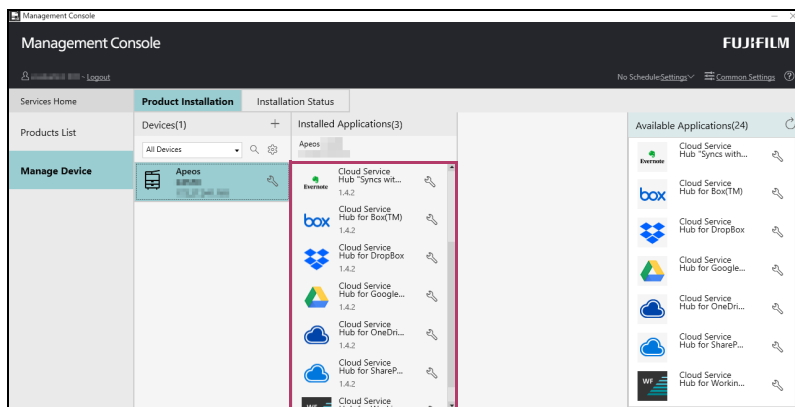 Management Console
Management Console
FUJIFILM
- Logout
No Schedule:Settings
Common Settings
Services Home
Products List
Manage Device
Product Installation
Installation Status
Devices(1)
All Devices
Apeos
Installed Applications(3)
Apeos
Evernote
Cloud Service
Hub "Syncs wit...
1.4.2
box
Cloud Service
Hub for Box(TM)
1.4.2
Cloud Service
Hub for DropBox
1.4.2
Cloud Service
Hub for Google...
1.4.2
Cloud Service
Hub for OneDri...
1.4.2
Cloud Service
Hub for ShareP...
1.4.2
Cloud Service
Available Applications(24)
Evernote
Cloud Service
Hub "Syncs with...
box
Cloud Service
Hub for Box(TM)
Cloud Service
Hub for DropBox
Cloud Service
Hub for Google...
Cloud Service
Hub for OneDri...
Cloud Service
Hub for ShareP...
WF
Cloud Service
Hub for Workin...